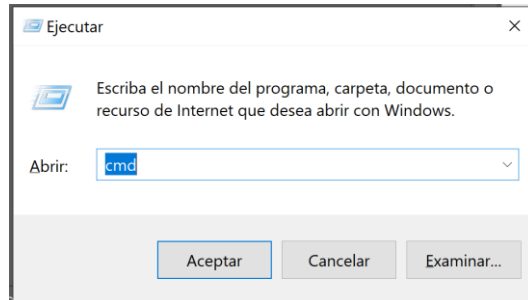 Ejecutar
Escriba el nombre del programa, carpeta, documento o
recurso de Internet que desea abrir con Windows.
Abrir: cmd
Aceptar Cancelar Examinar...